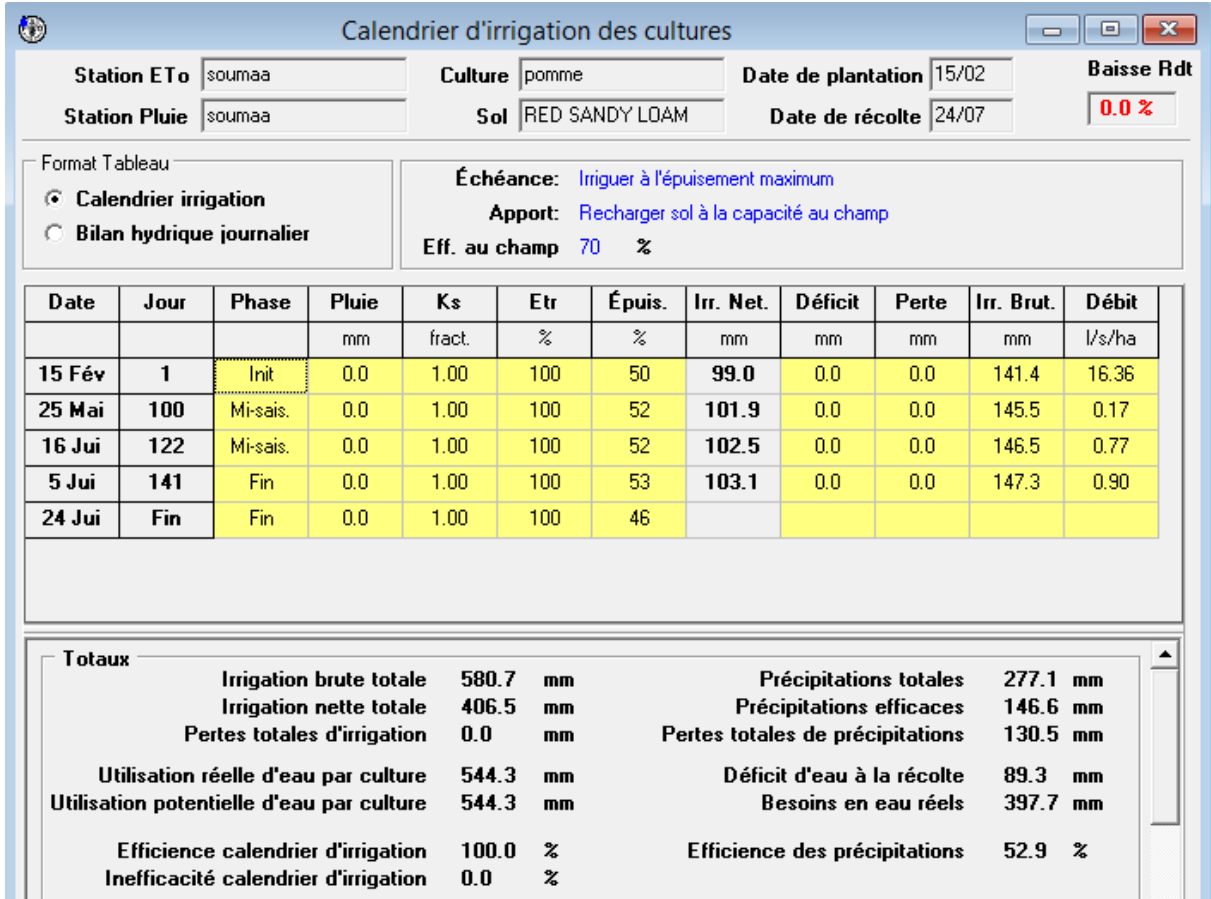 Calendrier d'irrigation des cultures
Station ETo soumaa Culture pomme Date de plantation 15/02 Baisse Rdt
Station Pluie soumaa Sol RED SANDY LOAM Date de récolte 24/07 0.0 %
Format Tableau
Calendrier irrigation
Bilan hydrique journalier
Échéance: Irriguer à l'épuisement maximum
Apport: Recharger sol à la capacité au champ
Eff. au champ 70 %
Date Jour Phase Pluie Ks Etr Épuis. Irr. Net. Déficit Perte Irr. Brut. Débit
mm fract. % % mm mm mm mm l/s/ha
15 Fév 1 Init 0.0 1.00 100 50 99.0 0.0 0.0 141.4 16.36
25 Mai 100 Mi-sais. 0.0 1.00 100 52 101.9 0.0 0.0 145.5 0.17
16 Jui 122 Mi-sais. 0.0 1.00 100 52 102.5 0.0 0.0 146.5 0.77
5 Jui 141 Fin 0.0 1.00 100 53 103.1 0.0 0.0 147.3 0.90
24 Jui Fin Fin 0.0 1.00 100 46
Totaux
Irrigation brute totale 580.7 mm Précipitations totales 277.1 mm
Irrigation nette totale 406.5 mm Précipitations efficaces 146.6 mm
Pertes totales d'irrigation 0.0 mm Pertes totales de précipitations 130.5 mm
Utilisation réelle d'eau par culture 544.3 mm Déficit d'eau à la récolte 89.3 mm
Utilisation potentielle d'eau par culture 544.3 mm Besoins en eau réels 397.7 mm
Efficience calendrier d'irrigation 100.0 % Efficience des précipitations 52.9 %
Inefficacité calendrier d'irrigation 0.0 %